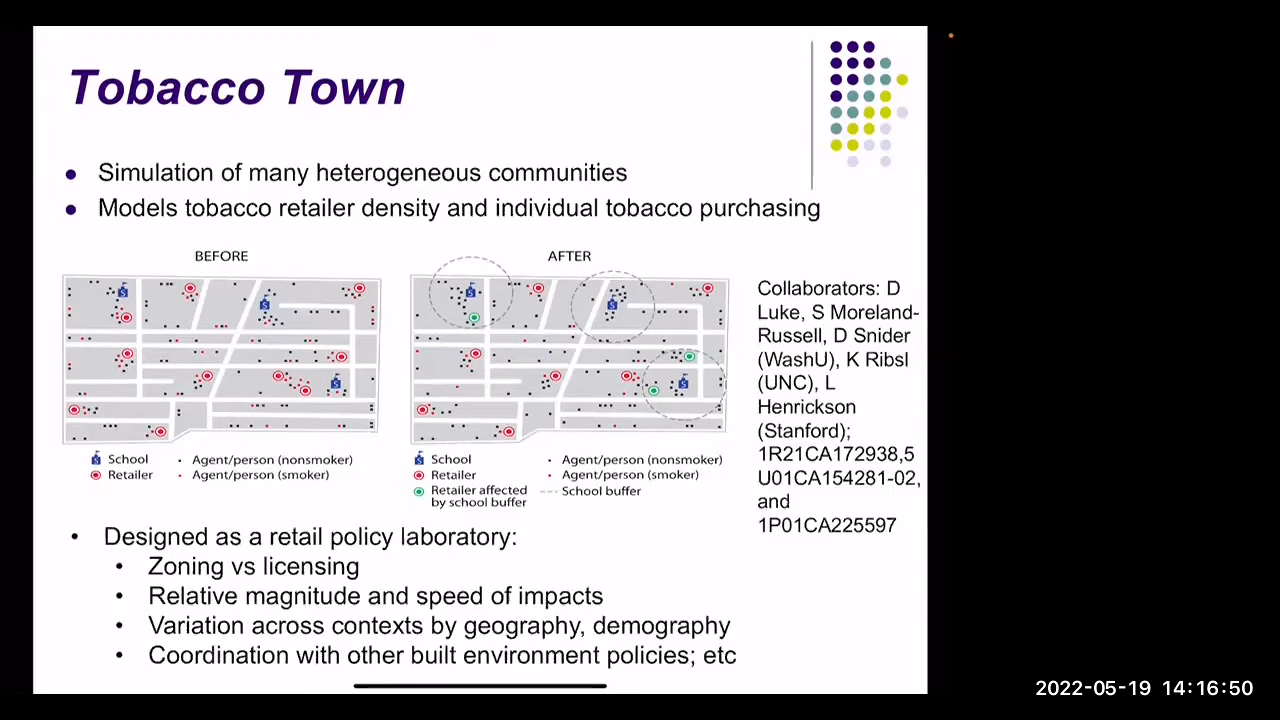 Tobacco Town
• Simulation of many heterogeneous communities
• Models tobacco retailer density and individual tobacco purchasing
BEFORE
AFTER
S School
Retailer
Agent/person (nonsmoker)
Agent/person (smoker)
S School
Retailer
Retailer affected
by school buffer
Agent/person (nonsmoker)
Agent/person (smoker)
School buffer
Collaborators: D
Luke, S Moreland-
Russell, D Snider
(WashU), K Ribsl
(UNC), L
Henrickson
(Stanford);
1R21CA172938,5
U01CA154281-02,
and
1P01CA225597
• Designed as a retail policy laboratory:
• Zoning vs licensing
• Relative magnitude and speed of impacts
• Variation across contexts by geography, demography
• Coordination with other built environment policies; etc
2022-05-19 14:16:50